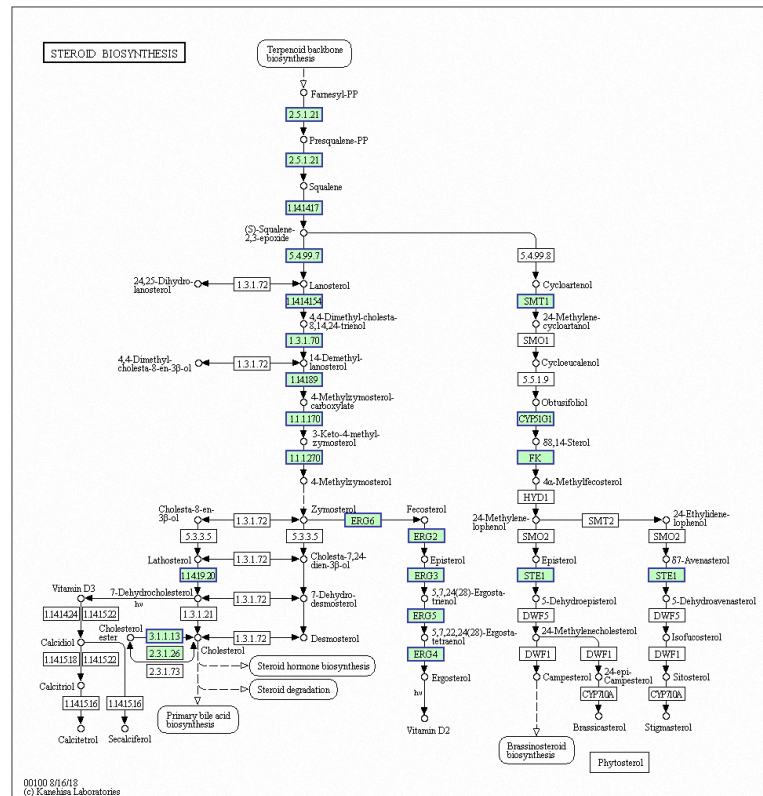 STEROID BIOSYNTHESIS
Terpenoid backbone
biosynthesis
Farnesyl-PP
2.5.1.21
Presqualene-PP
2.5.1.21
Squalene
1.14.14.17
(S)-Squalene-
2,3-epoxide
5.4.99.7
5.4.99.8
24,25-Dihydro-
lanosterol
1.3.1.72
Lanosterol
Cycloartenol
1.14.14.154
SMT1
4,4-Dimethyl-cholesta-
8,14,24-trienol
24-Methylene-
cycloartanol
1.3.1.70
SMO1
4,4-Dimethyl-
cholesta-8-en-3β-ol
1.3.1.72
14-Demethyl-
lanosterol
Cycloeucalenol
1.14.18.9
5.5.1.9
4-Methylzymosterol-
carboxylate
Obtusifoliol
1.1.1.170
CYP51G1
3-Keto-4-methyl-
zymosterol
δ8,14-Sterol
1.1.1.270
FK
4-Methylzymosterol
4α-Methylfecosterol
HYD1
Cholesta-8-en-
3β-ol
1.3.1.72
Zymosterol
ERG6
Fecosterol
24-Methylene-
lophenol
SMT2
24-Ethylidene-
lophenol
5.3.3.5
5.3.3.5
ERG2
SMO2
SMO2
Lathosterol
1.3.1.72
Cholesta-7,24-
dien-3β-ol
Episterol
Episterol
δ7-Avenasterol
1.14.19.20
ERG3
STE1
STE1
Vitamin D3
7-Dehydrocholesterol
hν
1.3.1.72
7-Dehydro-
desmosterol
5,7,24(28)-Ergosta-
trienol
5-Dehydroepisterol
5-Dehydroavenasterol
1.14.14.24
1.14.15.22
1.3.1.21
ERG5
DWF5
DWF5
Calcidiol
Cholesterol
ester
3.1.1.13
2.3.1.26
2.3.1.73
Cholesterol
1.3.1.72
Desmosterol
5,7,22,24(28)-Ergosta-
tetraenol
24-Methylenecholesterol
Isofucosterol
1.14.15.18
1.14.15.22
ERG4
DWF1
DWF1
DWF1
Steroid hormone biosynthesis
Calcitriol
Steroid degradation
Ergosterol
Campesterol
24-epi-
Campesterol
Sitosterol
1.14.15.16
1.14.15.16
hν
CYP710A
CYP710A
Calcitetrol
Secalciferol
Primary bile acid
biosynthesis
Vitamin D2
Brassicasterol
Stigmasterol
Brassinosteroid
biosynthesis
Phytosterol
00100 8/16/18
(c) Kanehisa Laboratories